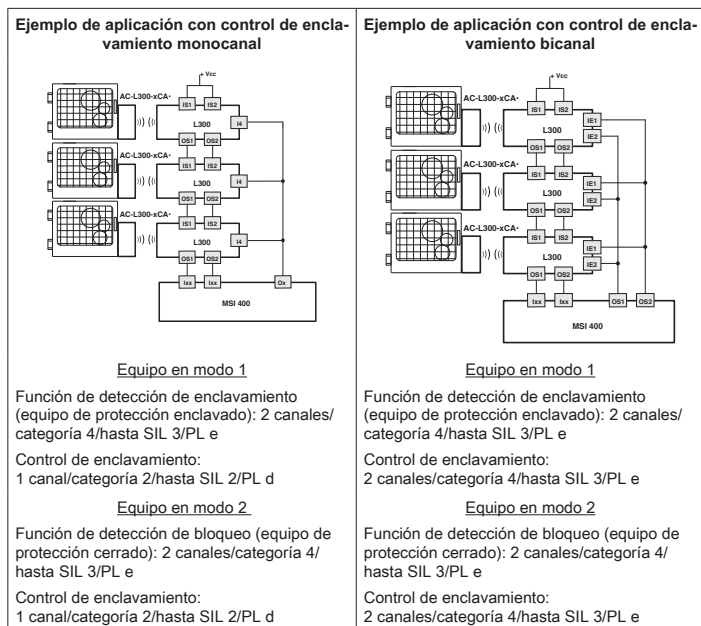 Ejemplo de aplicación con control de encla-
vamiento monocanal
+ Vcc
AC-L300-xCA•
IS1 IS2
I4
L300
OS1 OS2
AC-L300-xCA•
IS1 IS2
I4
L300
OS1 OS2
AC-L300-xCA•
IS1 IS2
I4
L300
OS1 OS2
Ixx Ixx Ox
MSI 400
Equipo en modo 1
Función de detección de enclavamiento
(equipo de protección enclavado): 2 canales/
categoría 4/hasta SIL 3/PL e
Control de enclavamiento:
1 canal/categoría 2/hasta SIL 2/PL d
Equipo en modo 2
Función de detección de bloqueo (equipo de
protección cerrado): 2 canales/categoría 4/
hasta SIL 3/PL e
Control de enclavamiento:
1 canal/categoría 2/hasta SIL 2/PL d
Ejemplo de aplicación con control de encla-
vamiento bicanal
+ Vcc
AC-L300-xCA•
IS1 IS2
IE1
L300
IE2
OS1 OS2
AC-L300-xCA•
IS1 IS2
IE1
L300
IE2
OS1 OS2
AC-L300-xCA•
IS1 IS2
IE1
L300
IE2
OS1 OS2
Ixx Ixx OS1 OS2
MSI 400
Equipo en modo 1
Función de detección de enclavamiento
(equipo de protección enclavado): 2 canales/
categoría 4/hasta SIL 3/PL e
Control de enclavamiento:
2 canales/categoría 4/hasta SIL 3/PL e
Equipo en modo 2
Función de detección de bloqueo (equipo de
protección cerrado): 2 canales/categoría 4/
hasta SIL 3/PL e
Control de enclavamiento:
2 canales/categoría 4/hasta SIL 3/PL e